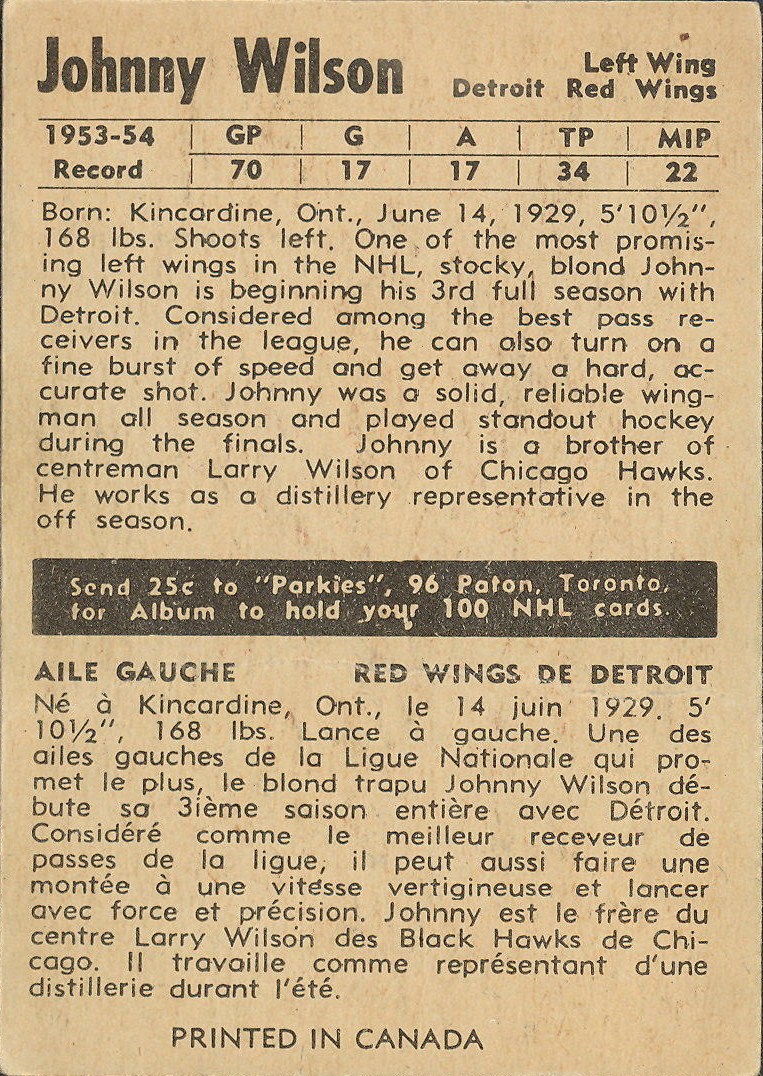 Johnny Wilson
Left Wing
Detroit Red Wings
1953-54 | GP | G | A | TP | MIP
Record | 70 | 17 | 17 | 34 | 22
Born: Kincardine, Ont., June 14, 1929, 5'10½",
168 lbs. Shoots left. One of the most promis-
ing left wings in the NHL, stocky, blond John-
ny Wilson is beginning his 3rd full season with
Detroit. Considered among the best pass re-
ceivers in the league, he can also turn on a
fine burst of speed and get away a hard, ac-
curate shot. Johnny was a solid, reliable wing-
man all season and played standout hockey
during the finals. Johnny is a brother of
centreman Larry Wilson of Chicago Hawks.
He works as a distillery representative in the
off season.
Send 25c to "Parkies", 96 Paton, Toronto,
for Album to hold your 100 NHL cards.
AILE GAUCHE RED WINGS DE DETROIT
Né à Kincardine, Ont., le 14 juin 1929. 5'
10½", 168 lbs. Lance à gauche. Une des
ailes gauches de la Ligue Nationale qui pro-
met le plus, le blond trapu Johnny Wilson dé-
bute sa 3ième saison entière avec Détroit.
Considéré comme le meilleur receveur de
passes de la ligue, il peut aussi faire une
montée à une vitesse vertigineuse et lancer
avec force et précision. Johnny est le frère du
centre Larry Wilson des Black Hawks de Chi-
cago. Il travaille comme représentant d'une
distillerie durant l'été.
PRINTED IN CANADA